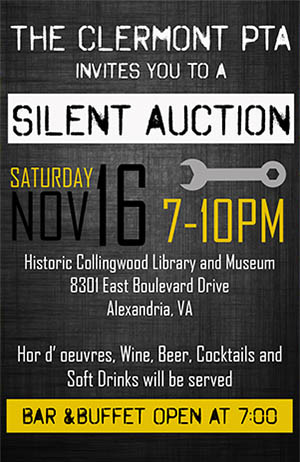 THE CLERMONT PTA
INVITES YOU TO A
SILENT AUCTION
SATURDAY
NOV 16
7-10PM
Historic Collingwood Library and Museum
8301 East Boulevard Drive
Alexandria, VA
Hor d' oeuvres, Wine, Beer, Cocktails and
Soft Drinks will be served
BAR &BUFFET OPEN AT 7:00